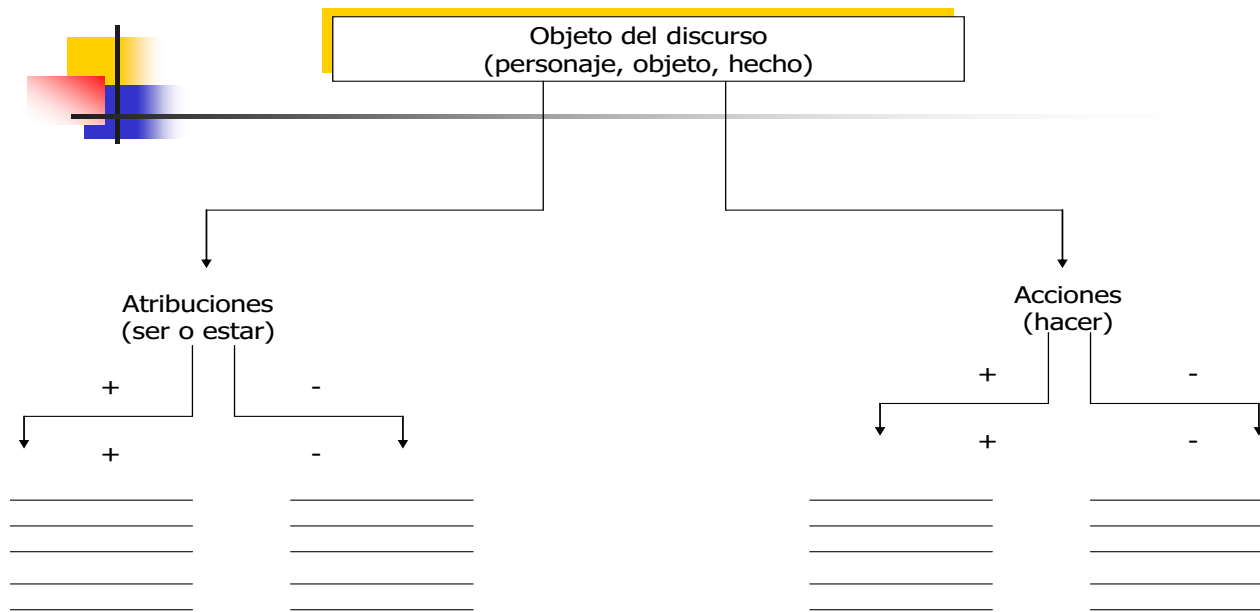 Objeto del discurso
(personaje, objeto, hecho)
Atribuciones
(ser o estar)
Acciones
(hacer)
+ -
+ -
+ -
+ -